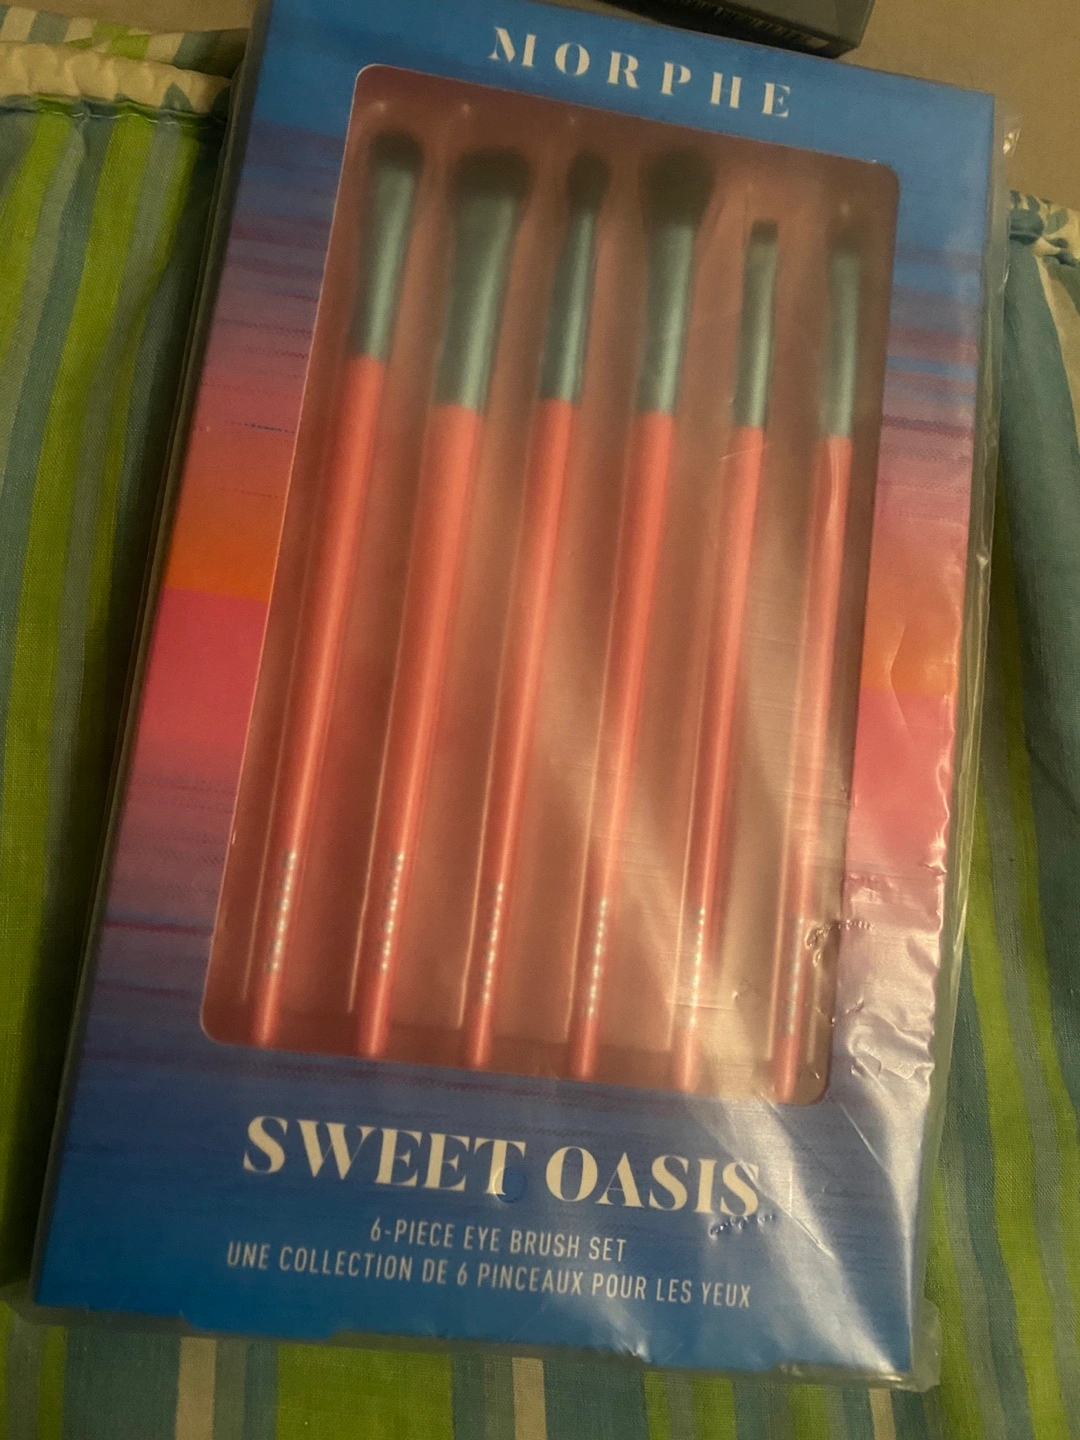 MORPHE
SWEET OASIS
6-PIECE EYE BRUSH SET
UNE COLLECTION DE 6 PINCEAUX POUR LES YEUX